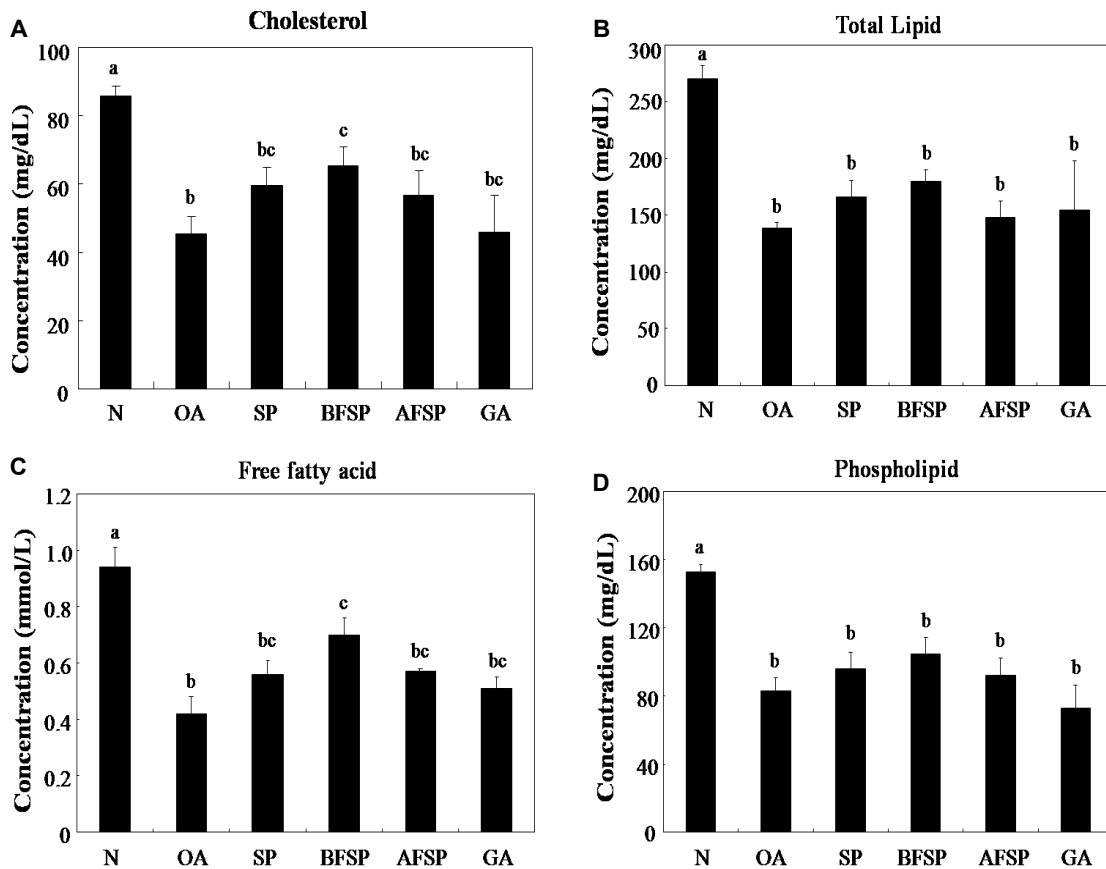 A
Cholesterol
Concentration (mg/dL)
100
80
60
40
20
0
a
b
bc
c
bc
bc
N OA SP BFSP AFSP GA
B
Total Lipid
Concentration (mg/dL)
300
250
200
150
100
50
0
a
b
b
b
b
b
N OA SP BFSP AFSP GA
C
Free fatty acid
Concentration (mmol/L)
1.2
1.0
0.8
0.6
0.4
0.2
0
a
b
bc
c
bc
bc
N OA SP BFSP AFSP GA
D
Phospholipid
Concentration (mg/dL)
200
160
120
80
40
0
a
b
b
b
b
b
N OA SP BFSP AFSP GA